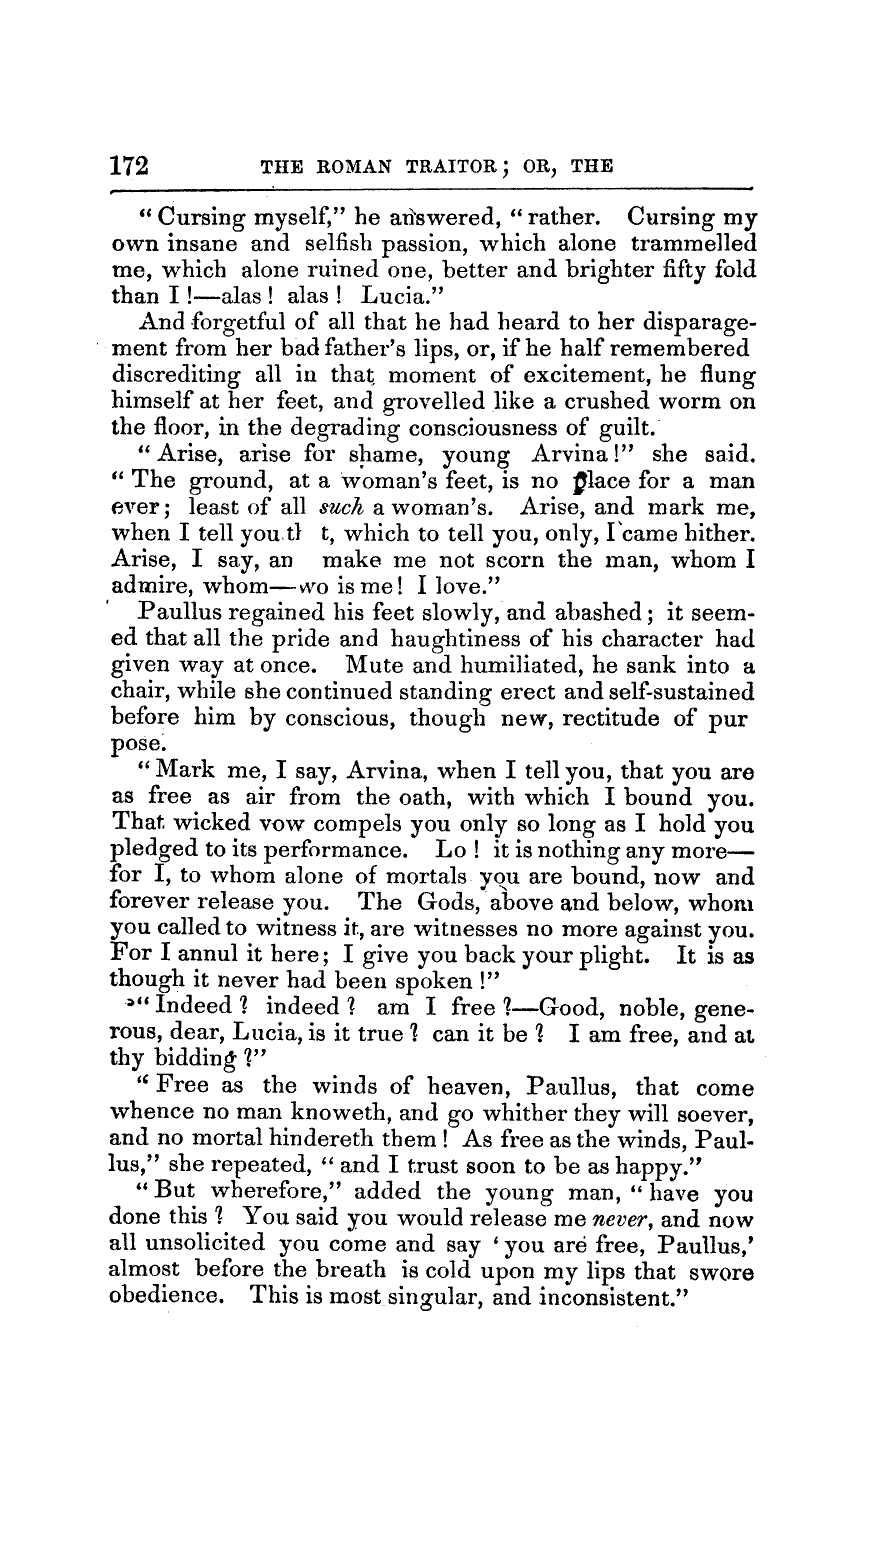 172 THE ROMAN TRAITOR; OR, THE
"Cursing myself," he answered, "rather. Cursing my
own insane and selfish passion, which alone trammelled
me, which alone ruined one, better and brighter fifty fold
than I!—alas! alas! Lucia."
And forgetful of all that he had heard to her disparage-
ment from her bad father's lips, or, if he half remembered
discrediting all in that moment of excitement, he flung
himself at her feet, and grovelled like a crushed worm on
the floor, in the degrading consciousness of guilt.
"Arise, arise for shame, young Arvina!" she said.
"The ground, at a woman's feet, is no place for a man
ever; least of all such a woman's. Arise, and mark me,
when I tell you t, which to tell you, only, I came hither.
Arise, I say, an make me not scorn the man, whom I
admire, whom—wo is me! I love."
Paullus regained his feet slowly, and abashed; it seem-
ed that all the pride and haughtiness of his character had
given way at once. Mute and humiliated, he sank into a
chair, while she continued standing erect and self-sustained
before him by conscious, though new, rectitude of pur
pose.
"Mark me, I say, Arvina, when I tell you, that you are
as free as air from the oath, with which I bound you.
That wicked vow compels you only so long as I hold you
pledged to its performance. Lo! it is nothing any more—
for I, to whom alone of mortals you are bound, now and
forever release you. The Gods, above and below, whom
you called to witness it, are witnesses no more against you.
For I annul it here; I give you back your plight. It is as
though it never had been spoken!"
"Indeed? indeed? am I free?—Good, noble, gene-
rous, dear, Lucia, is it true? can it be? I am free, and at
thy bidding?"
"Free as the winds of heaven, Paullus, that come
whence no man knoweth, and go whither they will soever,
and no mortal hindereth them! As free as the winds, Paul-
lus," she repeated, "and I trust soon to be as happy."
"But wherefore," added the young man, "have you
done this? You said you would release me never, and now
all unsolicited you come and say 'you are free, Paullus,'
almost before the breath is cold upon my lips that swore
obedience. This is most singular, and inconsistent."